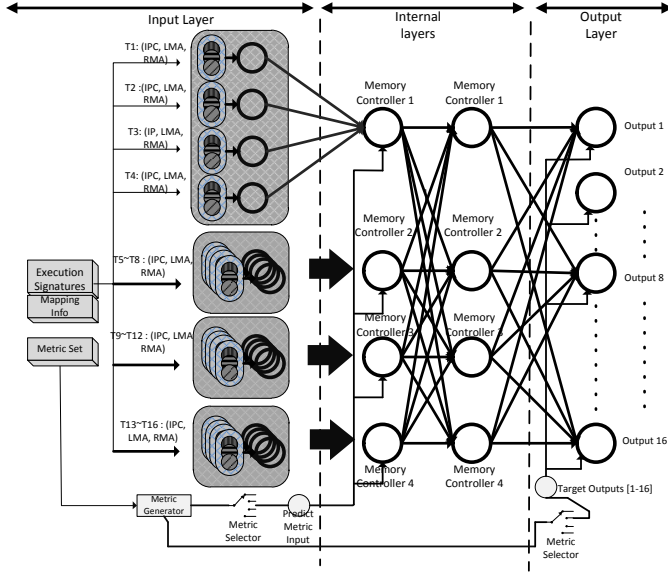 Input Layer
Internal
layers
Output
Layer
T1: (IPC, LMA,
RMA)
T2 :(IPC, LMA,
RMA)
T3: (IP, LMA,
RMA)
T4: (IPC, LMA,
RMA)
Memory
Controller 1
Memory
Controller 1
Output 1
Output 2
Memory
Controller 2
Memory
Controller 2
T5~T8 : (IPC, LMA,
RMA)
Execution
Signatures
Mapping
Info
Output 8
Metric Set
T9~T12 : (IPC, LMA,
RMA)
Memory
Controller 3
Memory
Controller 3
T13~T16 : (IPC,
LMA, RMA)
Output 16
Memory
Controller 4
Memory
Controller 4
Target Outputs [1-16]
Metric
Generator
Metric
Selector
Predict
Metric
Input
Metric
Selector